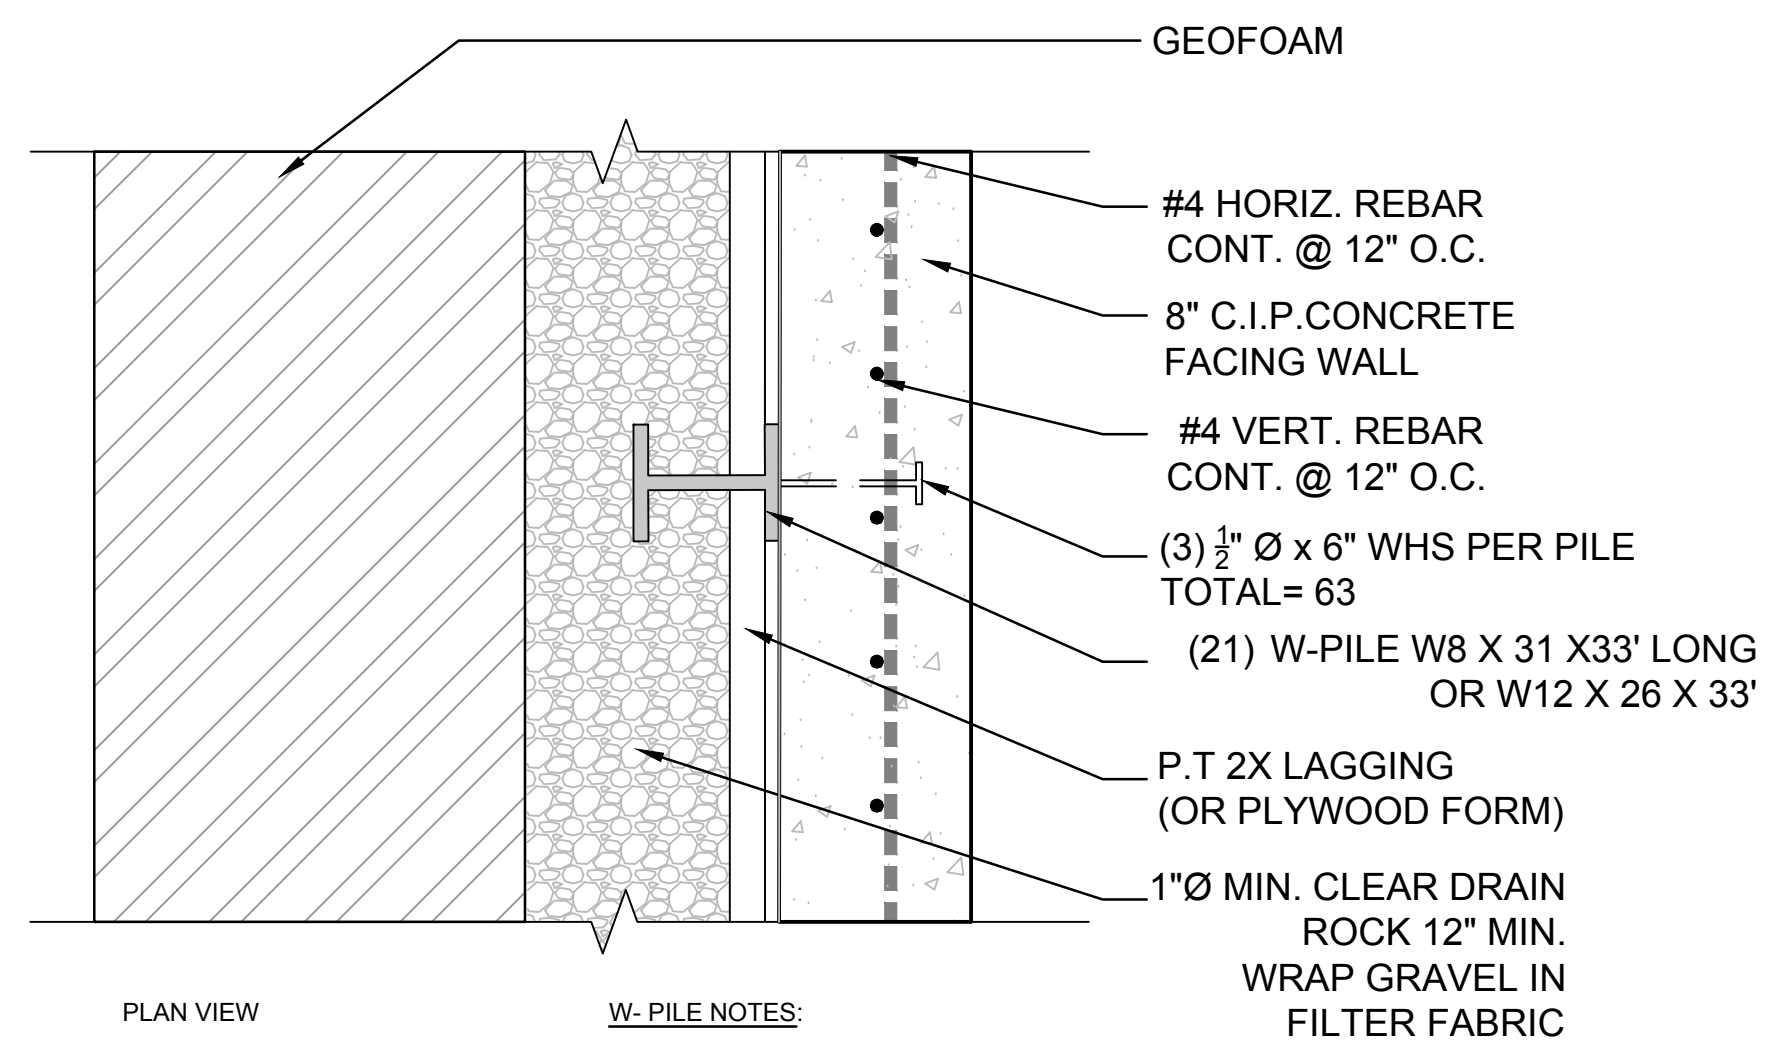 GEOFOAM
#4 HORIZ. REBAR
CONT. @ 12" O.C.
8" C.I.P.CONCRETE
FACING WALL
#4 VERT. REBAR
CONT. @ 12" O.C.
(3) 1/2" Ø x 6" WHS PER PILE
TOTAL= 63
(21) W-PILE W8 X 31 X33' LONG
OR W12 X 26 X 33'
P.T 2X LAGGING
(OR PLYWOOD FORM)
1"Ø MIN. CLEAR DRAIN
ROCK 12" MIN.
WRAP GRAVEL IN
FILTER FABRIC
PLAN VIEW
W- PILE NOTES: